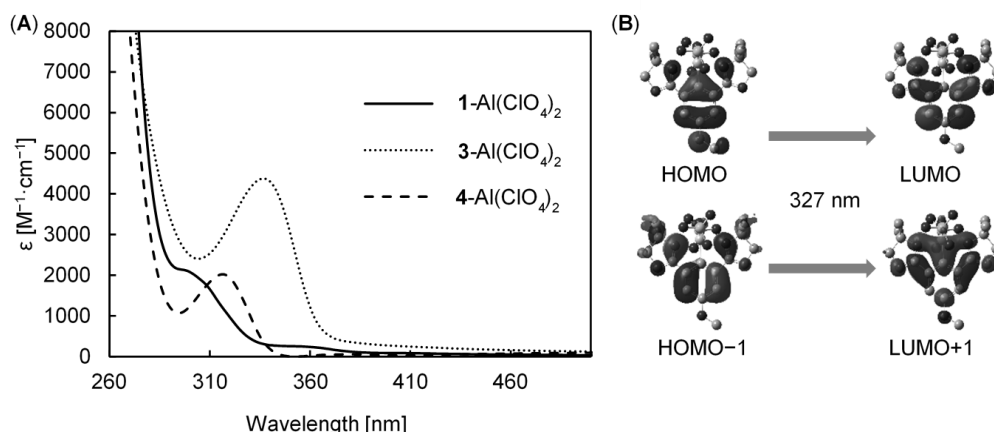 (A)
8000
7000
6000
5000
4000
3000
2000
1000
0
ε [M⁻¹·cm⁻¹]
1-Al(ClO₄)₂
3-Al(ClO₄)₂
4-Al(ClO₄)₂
260 310 360 410 460
Wavelength [nm]
(B)
HOMO LUMO
327 nm
HOMO−1 LUMO+1